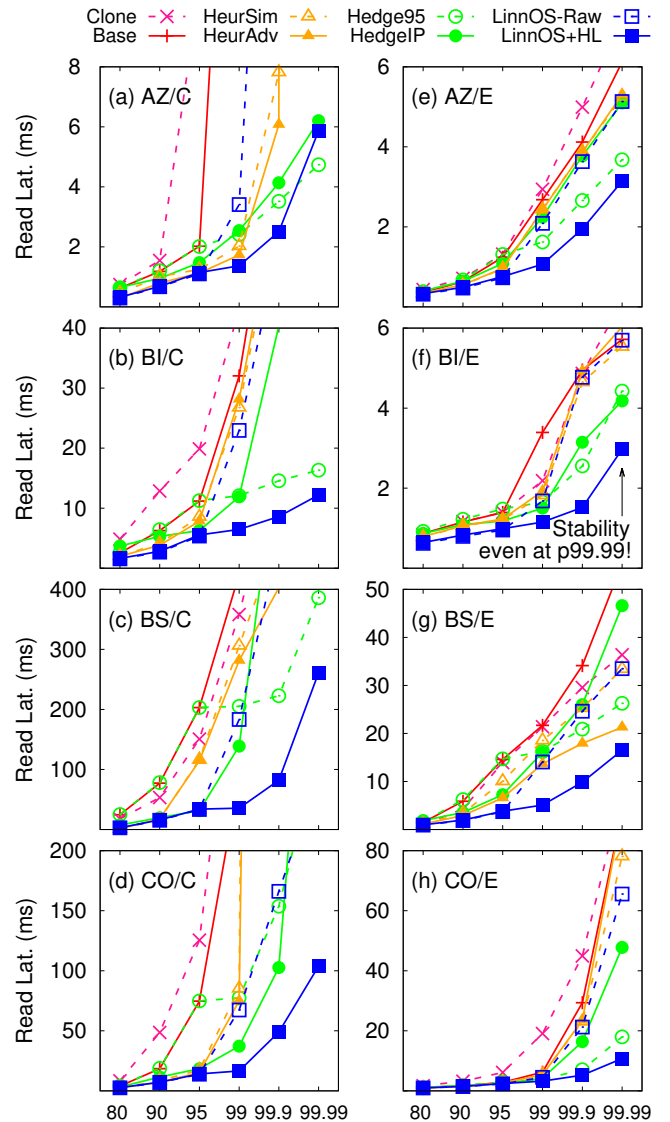 Clone HeurSim Hedge95 LinnOS-Raw
Base HeurAdv HedgeIP LinnOS+HL
(a) AZ/C
Read Lat. (ms)
8
6
4
2
(e) AZ/E
6
4
2
(b) BI/C
Read Lat. (ms)
40
30
20
10
(f) BI/E
6
4
2
Stability
even at p99.99!
(c) BS/C
Read Lat. (ms)
400
300
200
100
(g) BS/E
50
40
30
20
10
(d) CO/C
Read Lat. (ms)
200
150
100
50
80 90 95 99 99.9 99.99
(h) CO/E
80
60
40
20
80 90 95 99 99.9 99.99